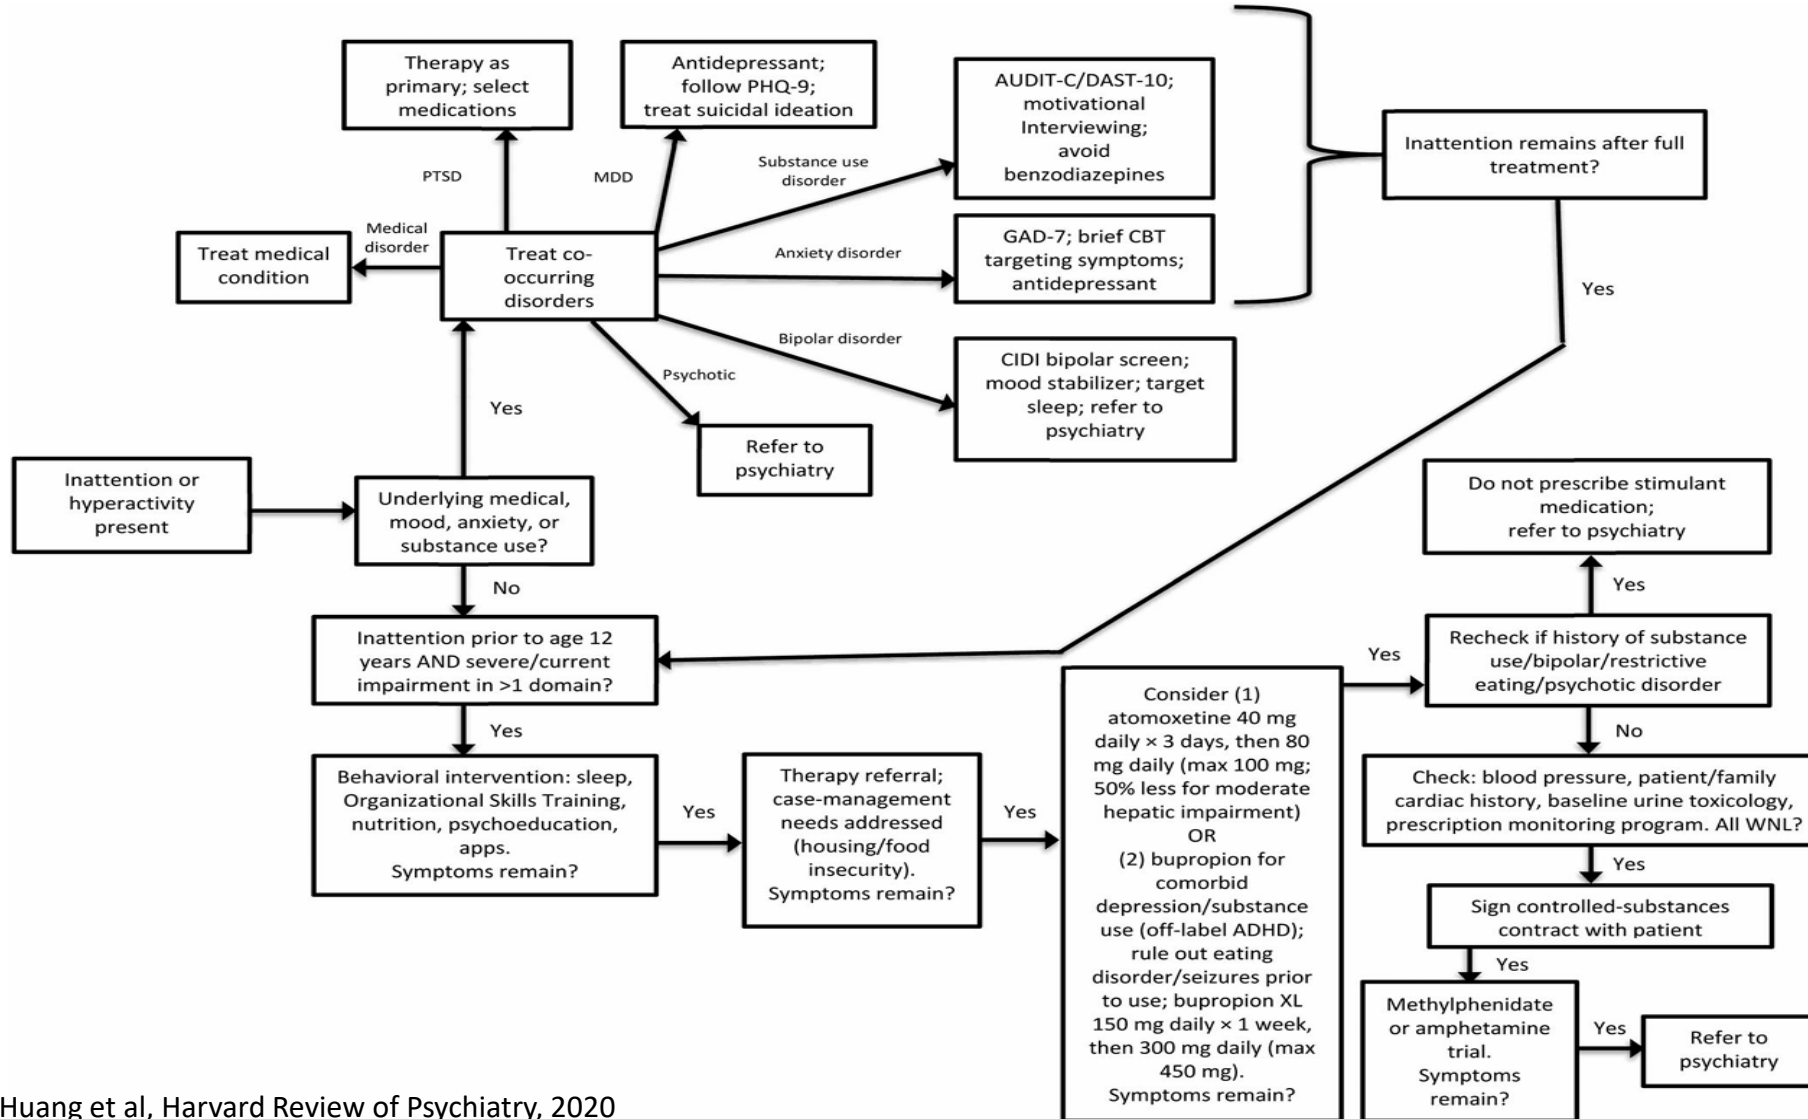 Therapy as
primary; select
medications
Antidepressant;
follow PHQ-9;
treat suicidal ideation
AUDIT-C/DAST-10;
motivational
Interviewing;
avoid
benzodiazepines
Inattention remains after full
treatment?
PTSD
MDD
Substance use
disorder
Medical
disorder
Treat medical
condition
Treat co-
occurring
disorders
Anxiety disorder
GAD-7; brief CBT
targeting symptoms;
antidepressant
Yes
Bipolar disorder
CIDI bipolar screen;
mood stabilizer; target
sleep; refer to
psychiatry
Psychotic
Refer to
psychiatry
Yes
Inattention or
hyperactivity
present
Underlying medical,
mood, anxiety, or
substance use?
No
Inattention prior to age 12
years AND severe/current
impairment in >1 domain?
Yes
Behavioral intervention: sleep,
Organizational Skills Training,
nutrition, psychoeducation,
apps.
Symptoms remain?
Yes
Therapy referral;
case-management
needs addressed
(housing/food
insecurity).
Symptoms remain?
Yes
Consider (1)
atomoxetine 40 mg
daily × 3 days, then 80
mg daily (max 100 mg;
50% less for moderate
hepatic impairment)
OR
(2) bupropion for
comorbid
depression/substance
use (off-label ADHD);
rule out eating
disorder/seizures prior
to use; bupropion XL
150 mg daily × 1 week,
then 300 mg daily (max
450 mg).
Symptoms remain?
Yes
Do not prescribe stimulant
medication;
refer to psychiatry
Yes
Recheck if history of substance
use/bipolar/restrictive
eating/psychotic disorder
No
Check: blood pressure, patient/family
cardiac history, baseline urine toxicology,
prescription monitoring program. All WNL?
Yes
Sign controlled-substances
contract with patient
Yes
Methylphenidate
or amphetamine
trial.
Symptoms
remain?
Yes
Refer to
psychiatry
Huang et al, Harvard Review of Psychiatry, 2020